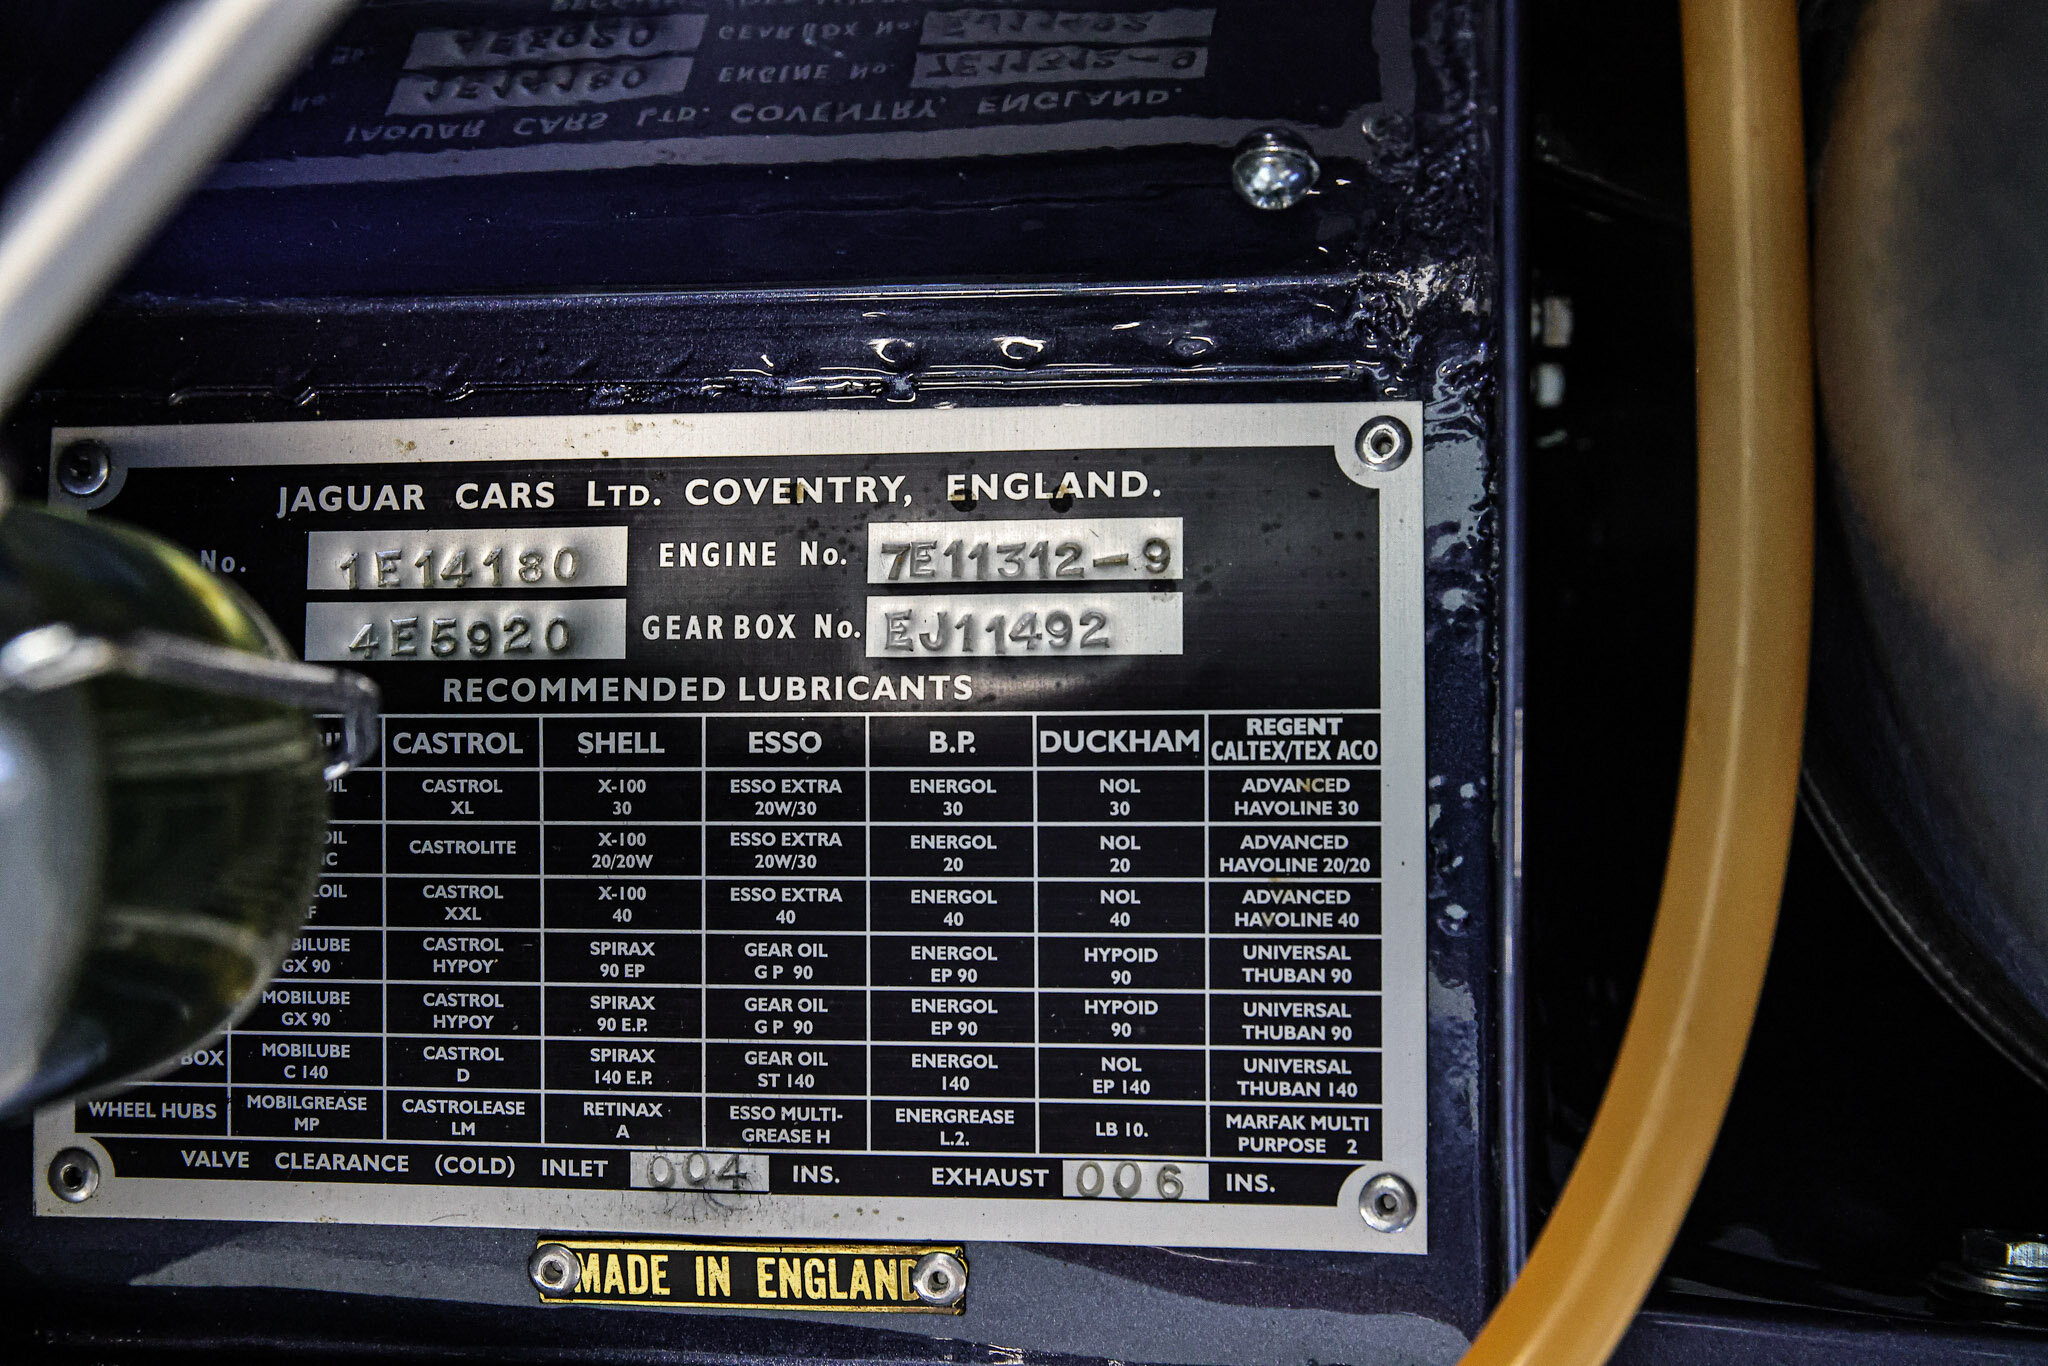 JAGUAR CARS LTD. COVENTRY, ENGLAND.
No. 1E14180 ENGINE No. 7E11312-9
4E5920 GEAR BOX No. EJ11492
RECOMMENDED LUBRICANTS
CASTROL SHELL ESSO B.P. DUCKHAM REGENT CALTEX/TEX ACO
CASTROL XL X-100 30 ESSO EXTRA 20W/30 ENERGOL 30 NOL 30 ADVANCED HAVOLINE 30
CASTROLITE X-100 20/20W ESSO EXTRA 20W/30 ENERGOL 20 NOL 20 ADVANCED HAVOLINE 20/20
CASTROL XXL X-100 40 ESSO EXTRA 40 ENERGOL 40 NOL 40 ADVANCED HAVOLINE 40
GX 90 CASTROL HYPOY SPIRAX 90 EP GEAR OIL G P 90 ENERGOL EP 90 HYPOID 90 UNIVERSAL THUBAN 90
MOBILUBE GX 90 CASTROL HYPOY SPIRAX 90 E.P. GEAR OIL G P 90 ENERGOL EP 90 HYPOID 90 UNIVERSAL THUBAN 90
BOX MOBILUBE C 140 CASTROL D SPIRAX 140 E.P. GEAR OIL ST 140 ENERGOL 140 NOL EP 140 UNIVERSAL THUBAN 140
WHEEL HUBS MOBILGREASE MP CASTROLEASE LM RETINAX A ESSO MULTI-GREASE H ENERGREASE L.2. LB 10. MARFAK MULTI PURPOSE 2
VALVE CLEARANCE (COLD) INLET 004 INS. EXHAUST 006 INS.
MADE IN ENGLAND